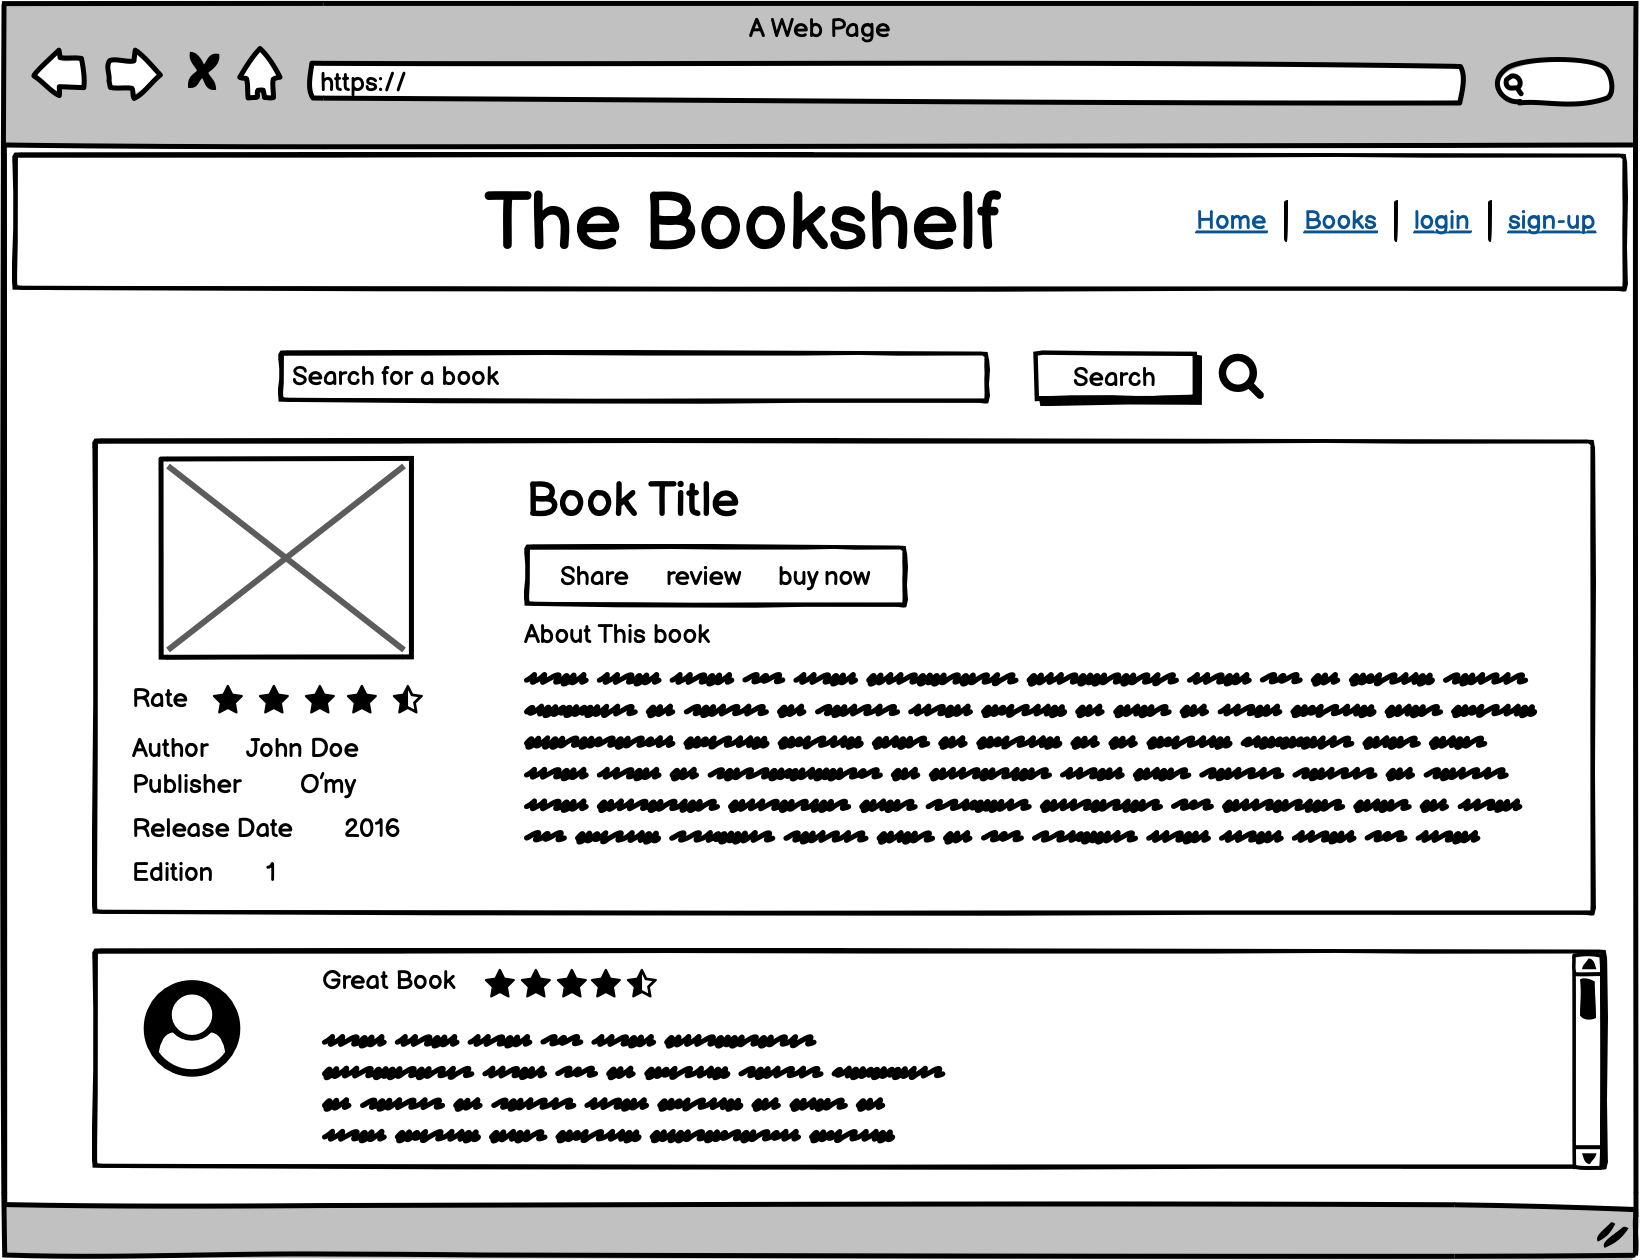 A Web Page
https://
The Bookshelf
Home Books login sign-up
Search for a book
Search
Book Title
Share review buy now
About This book
Rate
Author John Doe
Publisher O'my
Release Date 2016
Edition 1
Great Book